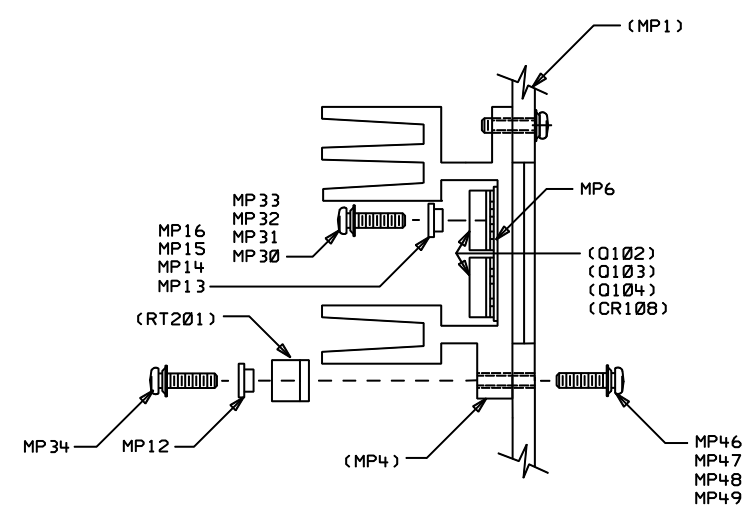 (MP1)
MP6
MP33
MP32
MP31
MP30
MP16
MP15
MP14
MP13
(Q102)
(Q103)
(Q104)
(CR108)
(RT201)
MP34
MP12
(MP4)
MP46
MP47
MP48
MP49